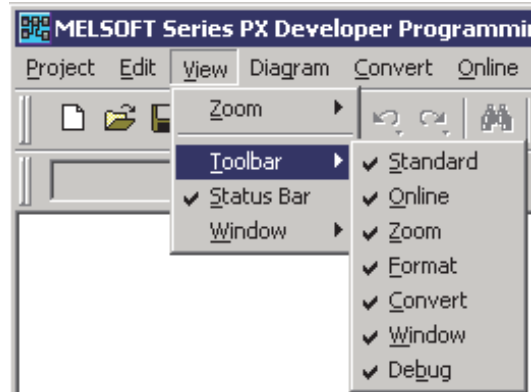 MELSOFT Series PX Developer
Project Edit View Diagram Convert Online
Zoom
Toolbar
Status Bar
Window
Standard
Online
Zoom
Format
Convert
Window
Debug